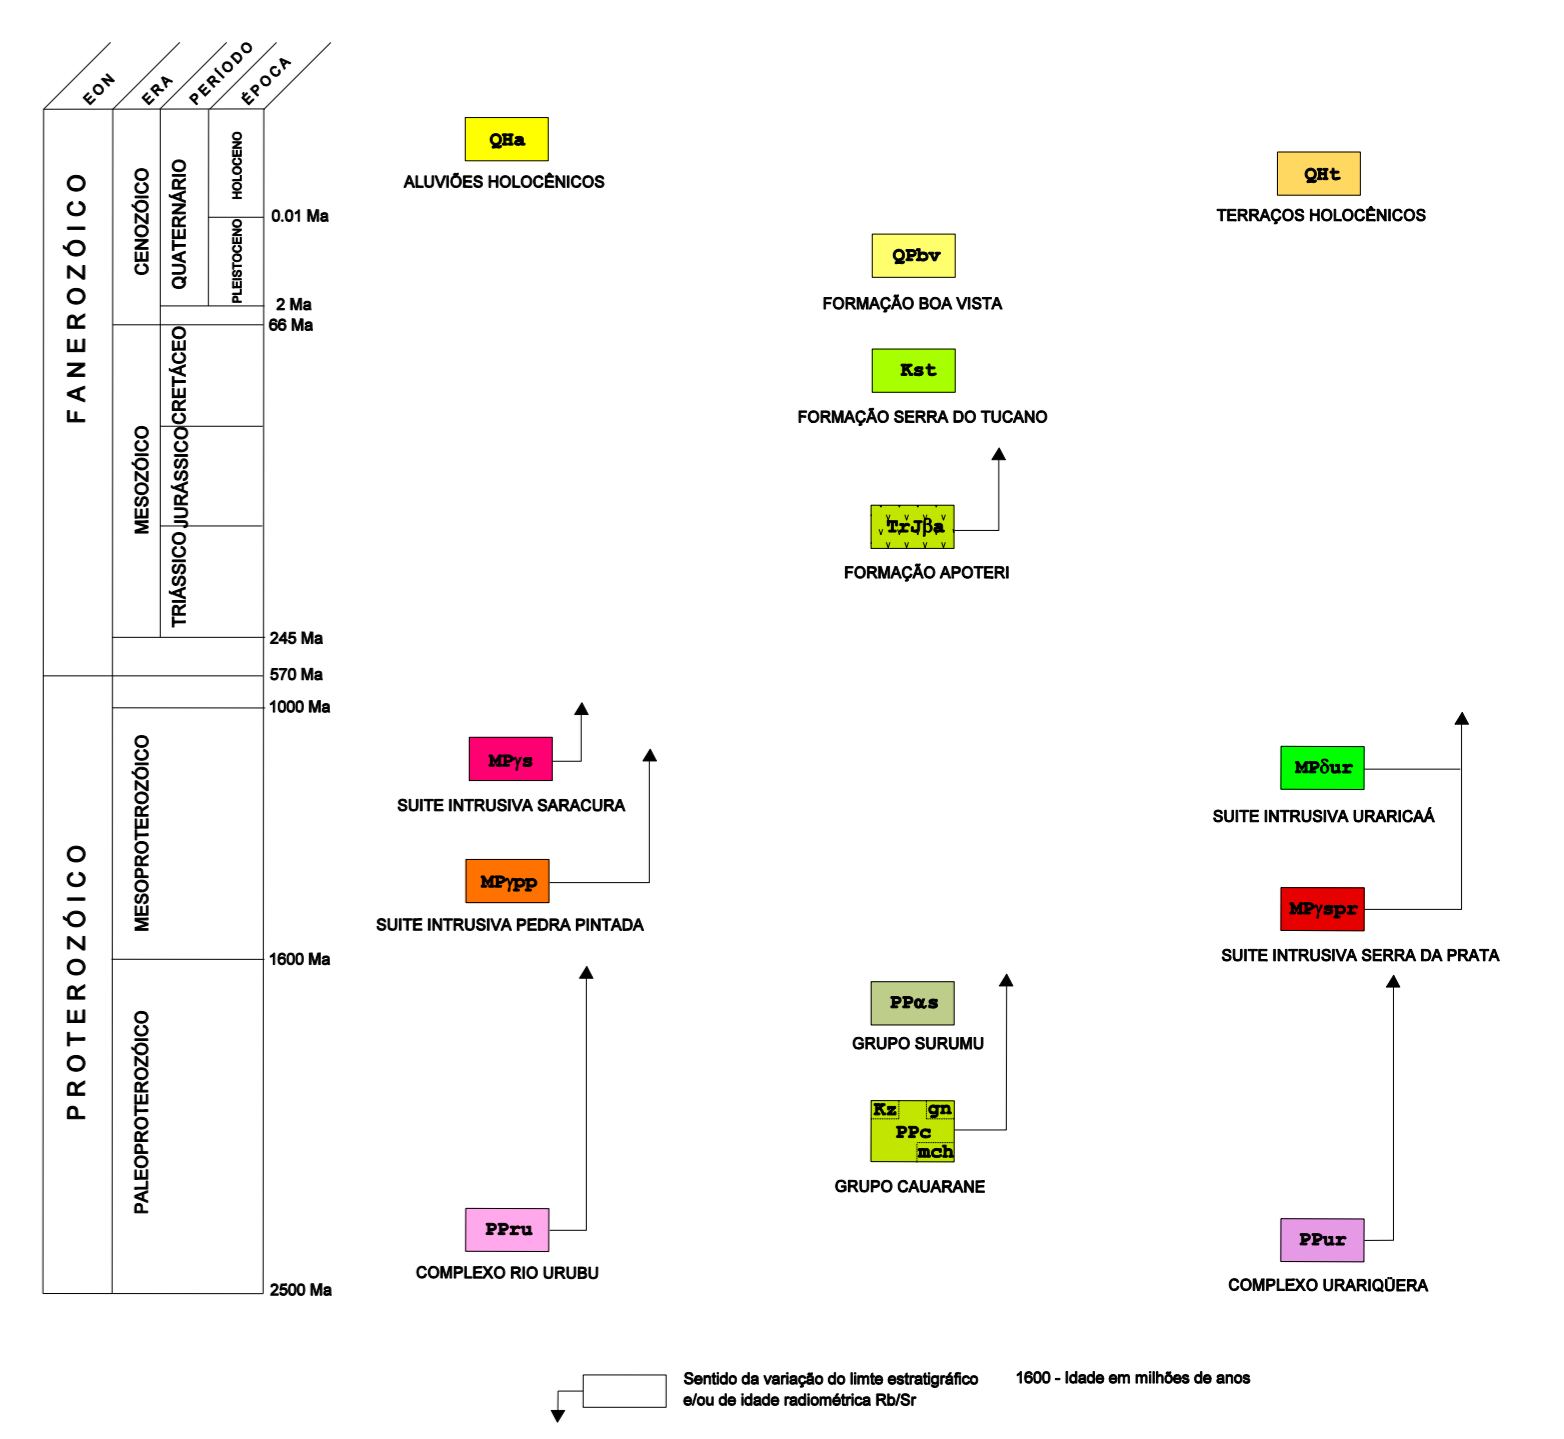 EON
ERA
PERÍODO
ÉPOCA
FANEROZÓICO
CENOZÓICO
QUATERNÁRIO
HOLOCENO
0.01 Ma
PLEISTOCENO
2 Ma
66 Ma
MESOZÓICO
CRETÁCEO
JURÁSSICO
TRIÁSSICO
245 Ma
570 Ma
PROTEROZÓICO
1000 Ma
MESOPROTEROZÓICO
1600 Ma
PALEOPROTEROZÓICO
2500 Ma
QHa
ALUVIÕES HOLOCÊNICOS
QHt
TERRAÇOS HOLOCÊNICOS
QPbv
FORMAÇÃO BOA VISTA
Kst
FORMAÇÃO SERRA DO TUCANO
TrJβa
FORMAÇÃO APOTERI
MPγs
SUITE INTRUSIVA SARACURA
MPδur
SUITE INTRUSIVA URARICAÁ
MPγpp
SUITE INTRUSIVA PEDRA PINTADA
MPγspr
SUITE INTRUSIVA SERRA DA PRATA
PPαs
GRUPO SURUMU
Kz gn
PPc
mch
GRUPO CAUARANE
PPru
COMPLEXO RIO URUBU
PPur
COMPLEXO URARIQÜERA
Sentido da variação do limte estratigráfico
e/ou de idade radiométrica Rb/Sr
1600 - Idade em milhões de anos